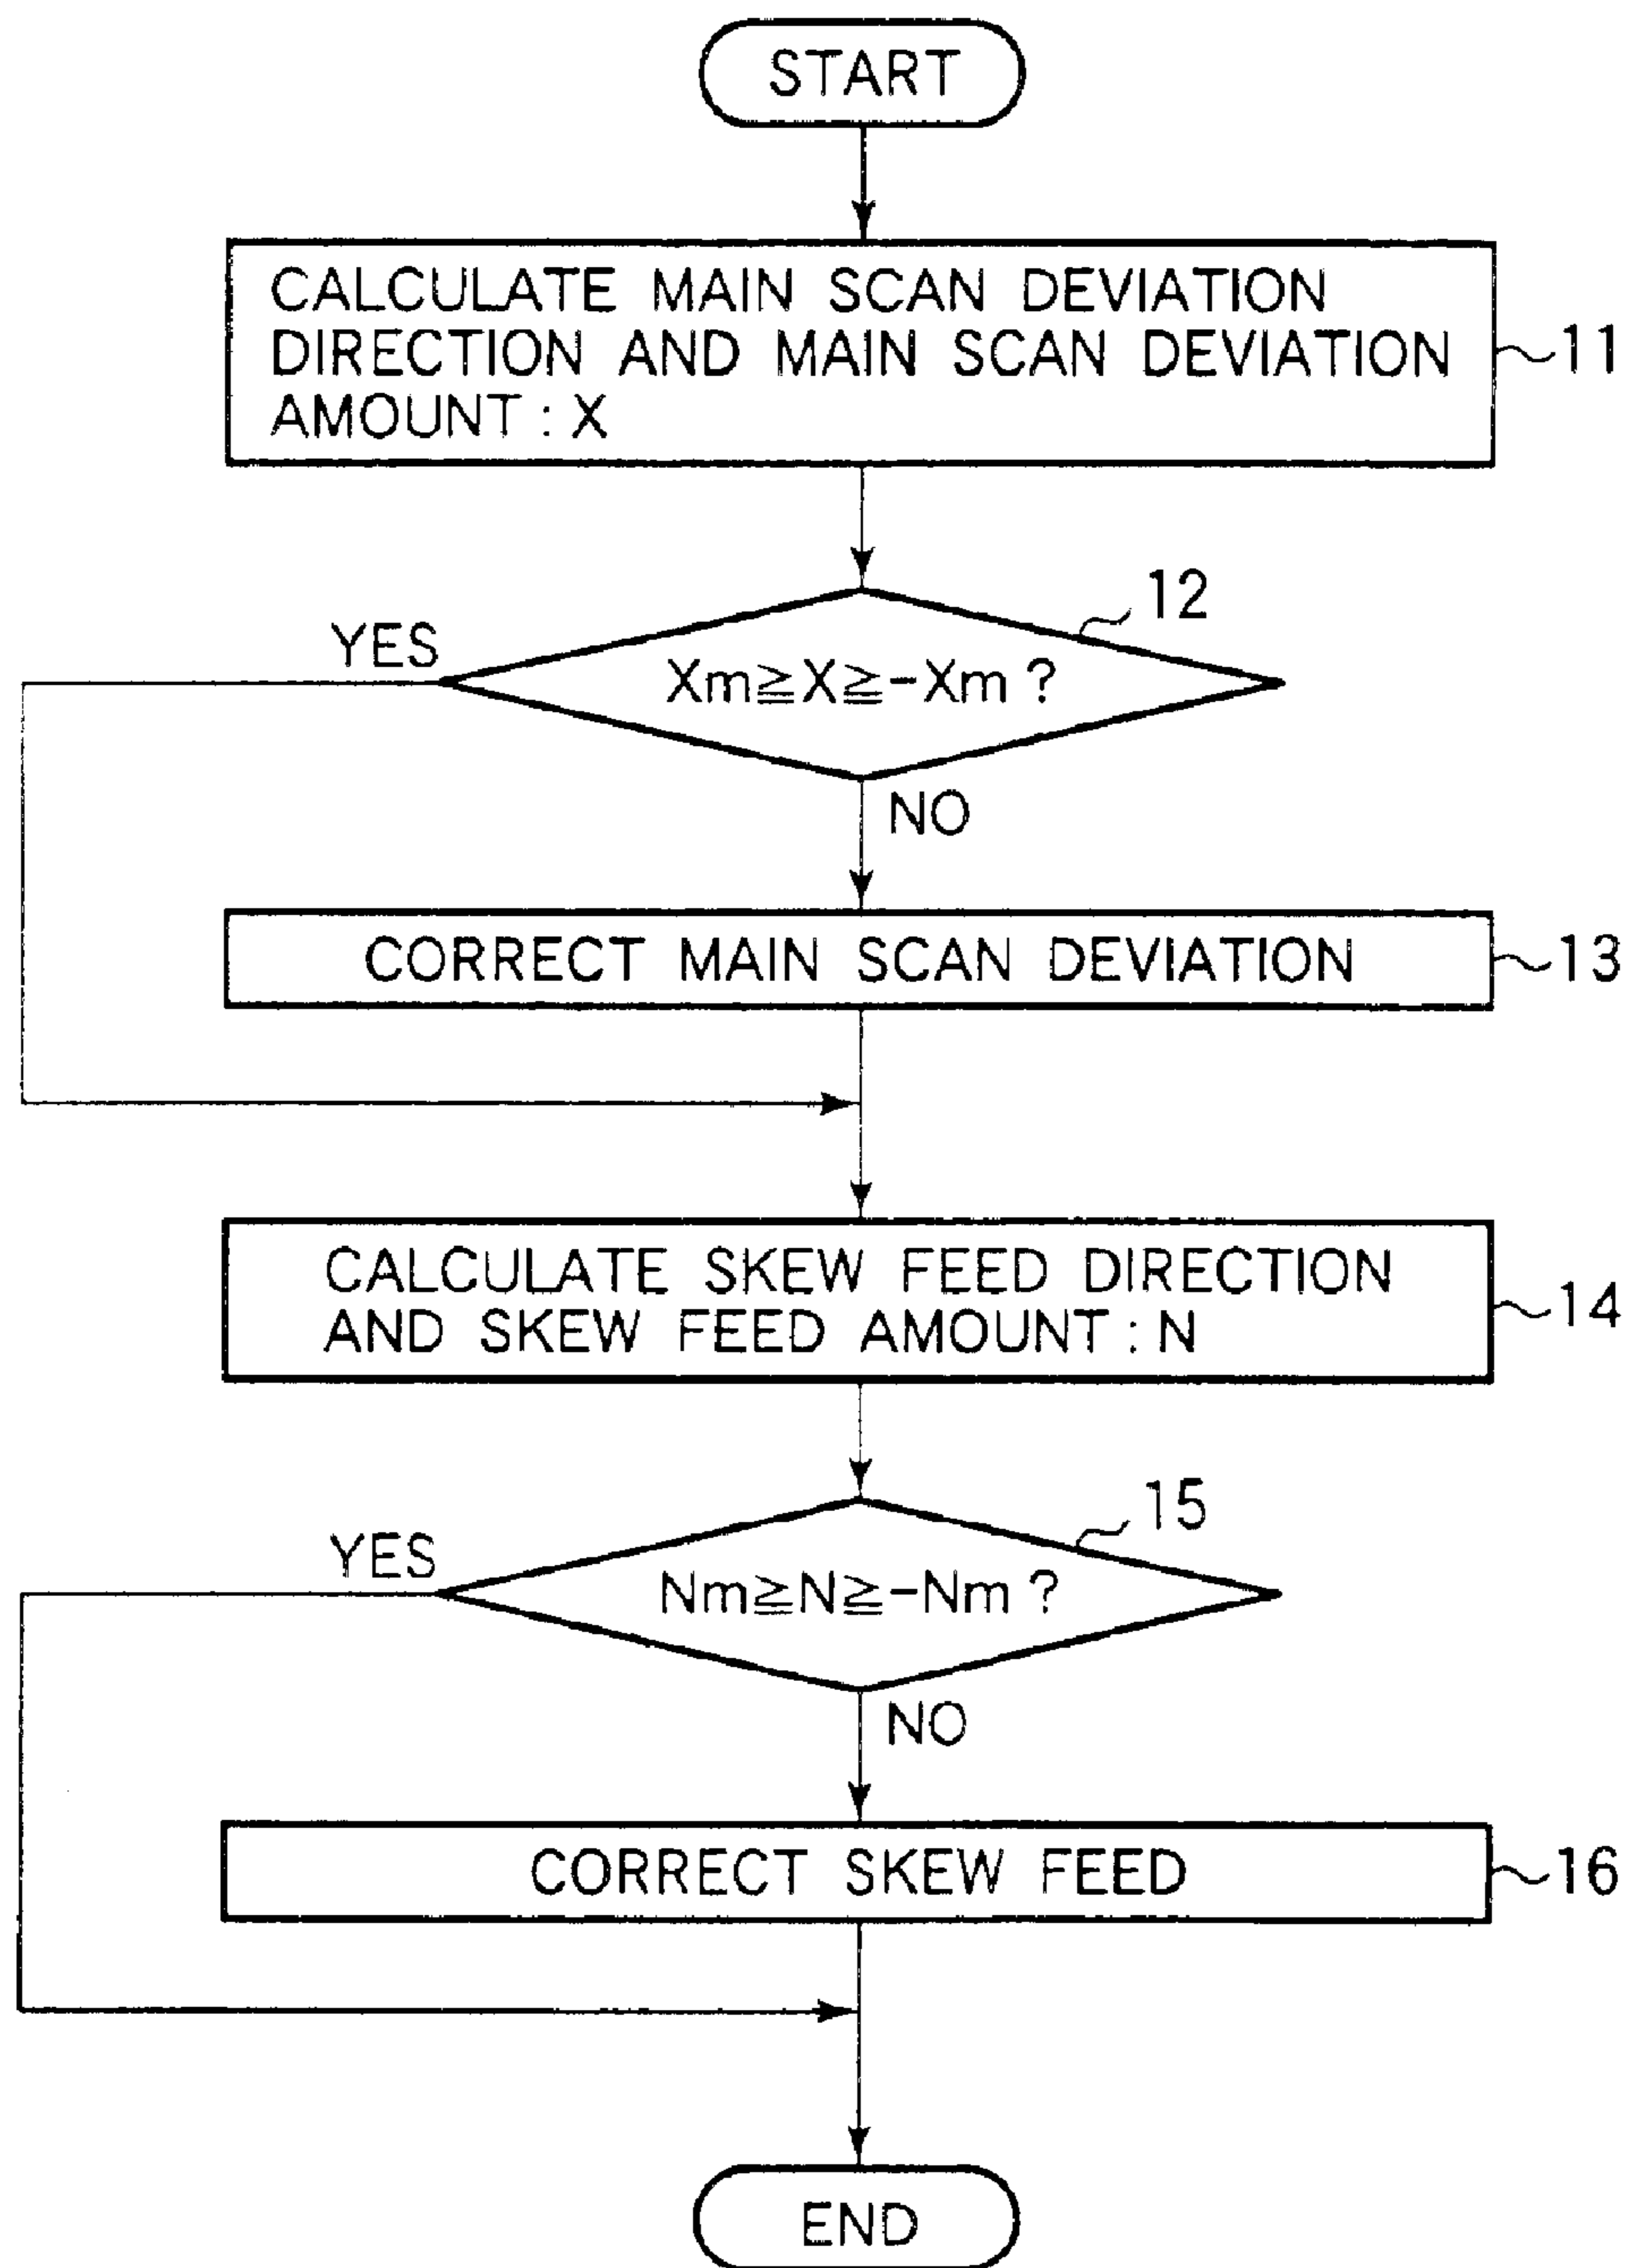 START
CALCULATE MAIN SCAN DEVIATION
DIRECTION AND MAIN SCAN DEVIATION
AMOUNT : X
11
12
YES
Xm≧X≧-Xm ?
NO
CORRECT MAIN SCAN DEVIATION
13
CALCULATE SKEW FEED DIRECTION
AND SKEW FEED AMOUNT : N
14
15
YES
Nm≧N≧-Nm ?
NO
CORRECT SKEW FEED
16
END